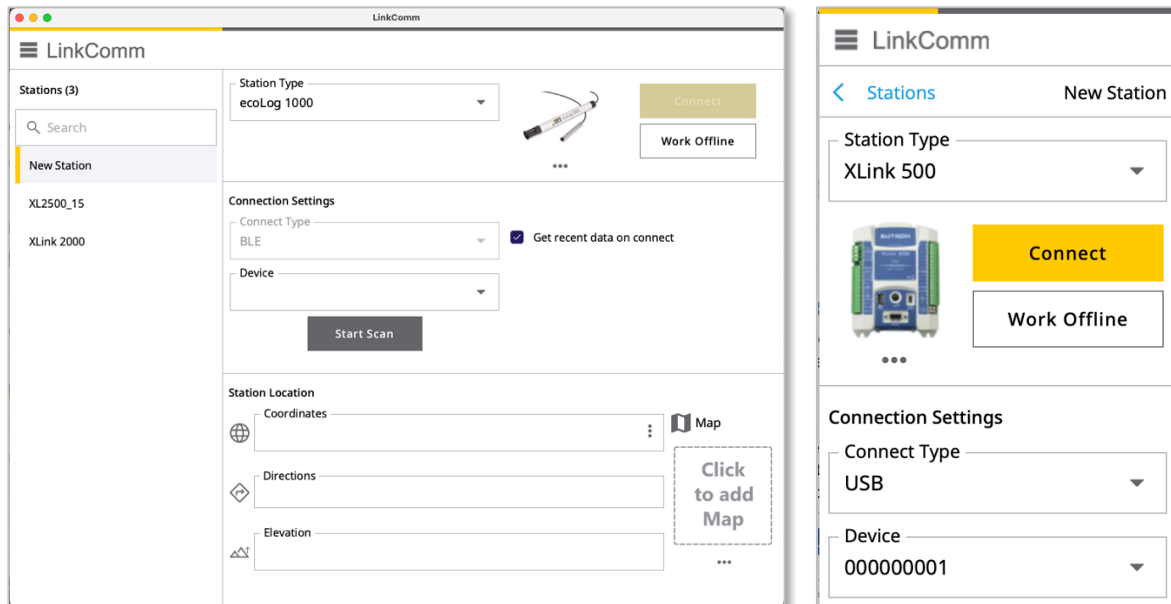 LinkComm
LinkComm
Stations (3)
Search
New Station
XL2500_15
XLink 2000
Station Type
ecoLog 1000
Connect
Work Offline
Connection Settings
Connect Type
BLE
Get recent data on connect
Device
Start Scan
Station Location
Coordinates
Map
Click
to add
Map
Directions
Elevation
LinkComm
Stations
New Station
Station Type
XLink 500
SUTRON
Connect
Work Offline
Connection Settings
Connect Type
USB
Device
000000001